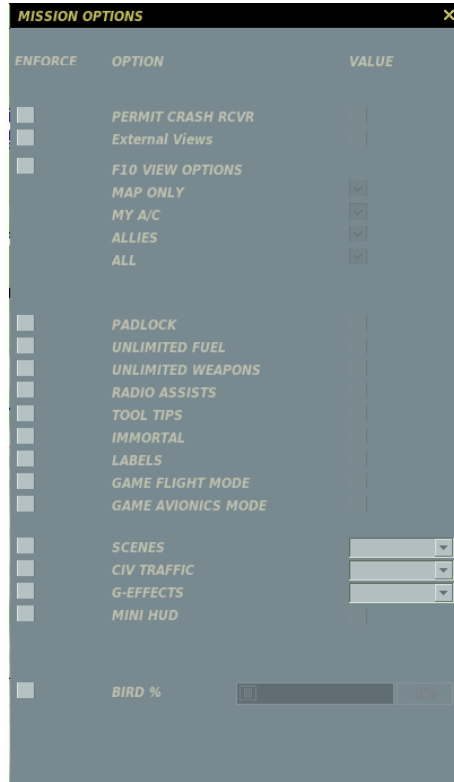 MISSION OPTIONS
ENFORCE OPTION VALUE
PERMIT CRASH RCVR
External Views
F10 VIEW OPTIONS
MAP ONLY
MY A/C
ALLIES
ALL
PADLOCK
UNLIMITED FUEL
UNLIMITED WEAPONS
RADIO ASSISTS
TOOL TIPS
IMMORTAL
LABELS
GAME FLIGHT MODE
GAME AVIONICS MODE
SCENES
CIV TRAFFIC
G-EFFECTS
MINI HUD
BIRD %